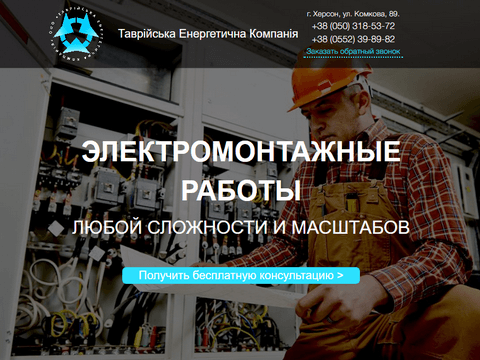 Таврійська Енергетична Компанія
г. Херсон, ул. Комкова, 89.
+38 (050) 318-53-72
+38 (0552) 39-89-82
Заказать обратный звонок
ЭЛЕКТРОМОНТАЖНЫЕ
РАБОТЫ
ЛЮБОЙ СЛОЖНОСТИ И МАСШТАБОВ
Получить бесплатную консультацию >